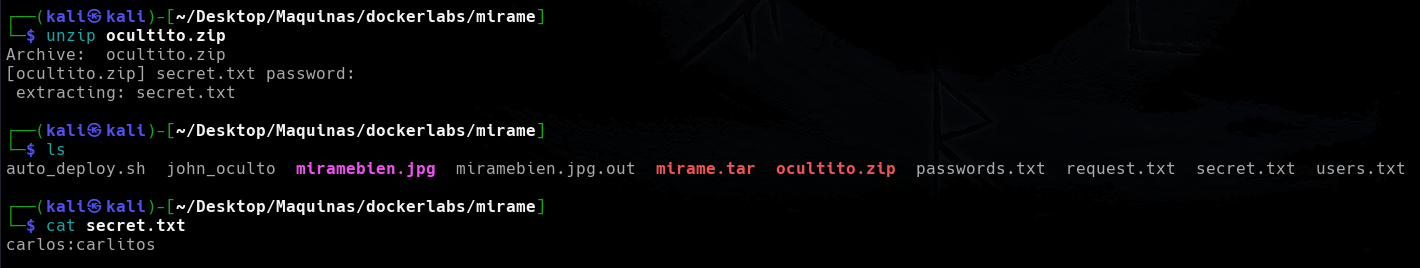 ┌──(kali㉿kali)-[~/Desktop/Maquinas/dockerlabs/mirame]
└─$ unzip ocultito.zip
Archive:  ocultito.zip
[ocultito.zip] secret.txt password:
 extracting: secret.txt
┌──(kali㉿kali)-[~/Desktop/Maquinas/dockerlabs/mirame]
└─$ ls
auto_deploy.sh  john_oculto  miramebien.jpg  miramebien.jpg.out  mirame.tar  ocultito.zip  passwords.txt  request.txt  secret.txt  users.txt
┌──(kali㉿kali)-[~/Desktop/Maquinas/dockerlabs/mirame]
└─$ cat secret.txt
carlos:carlitos